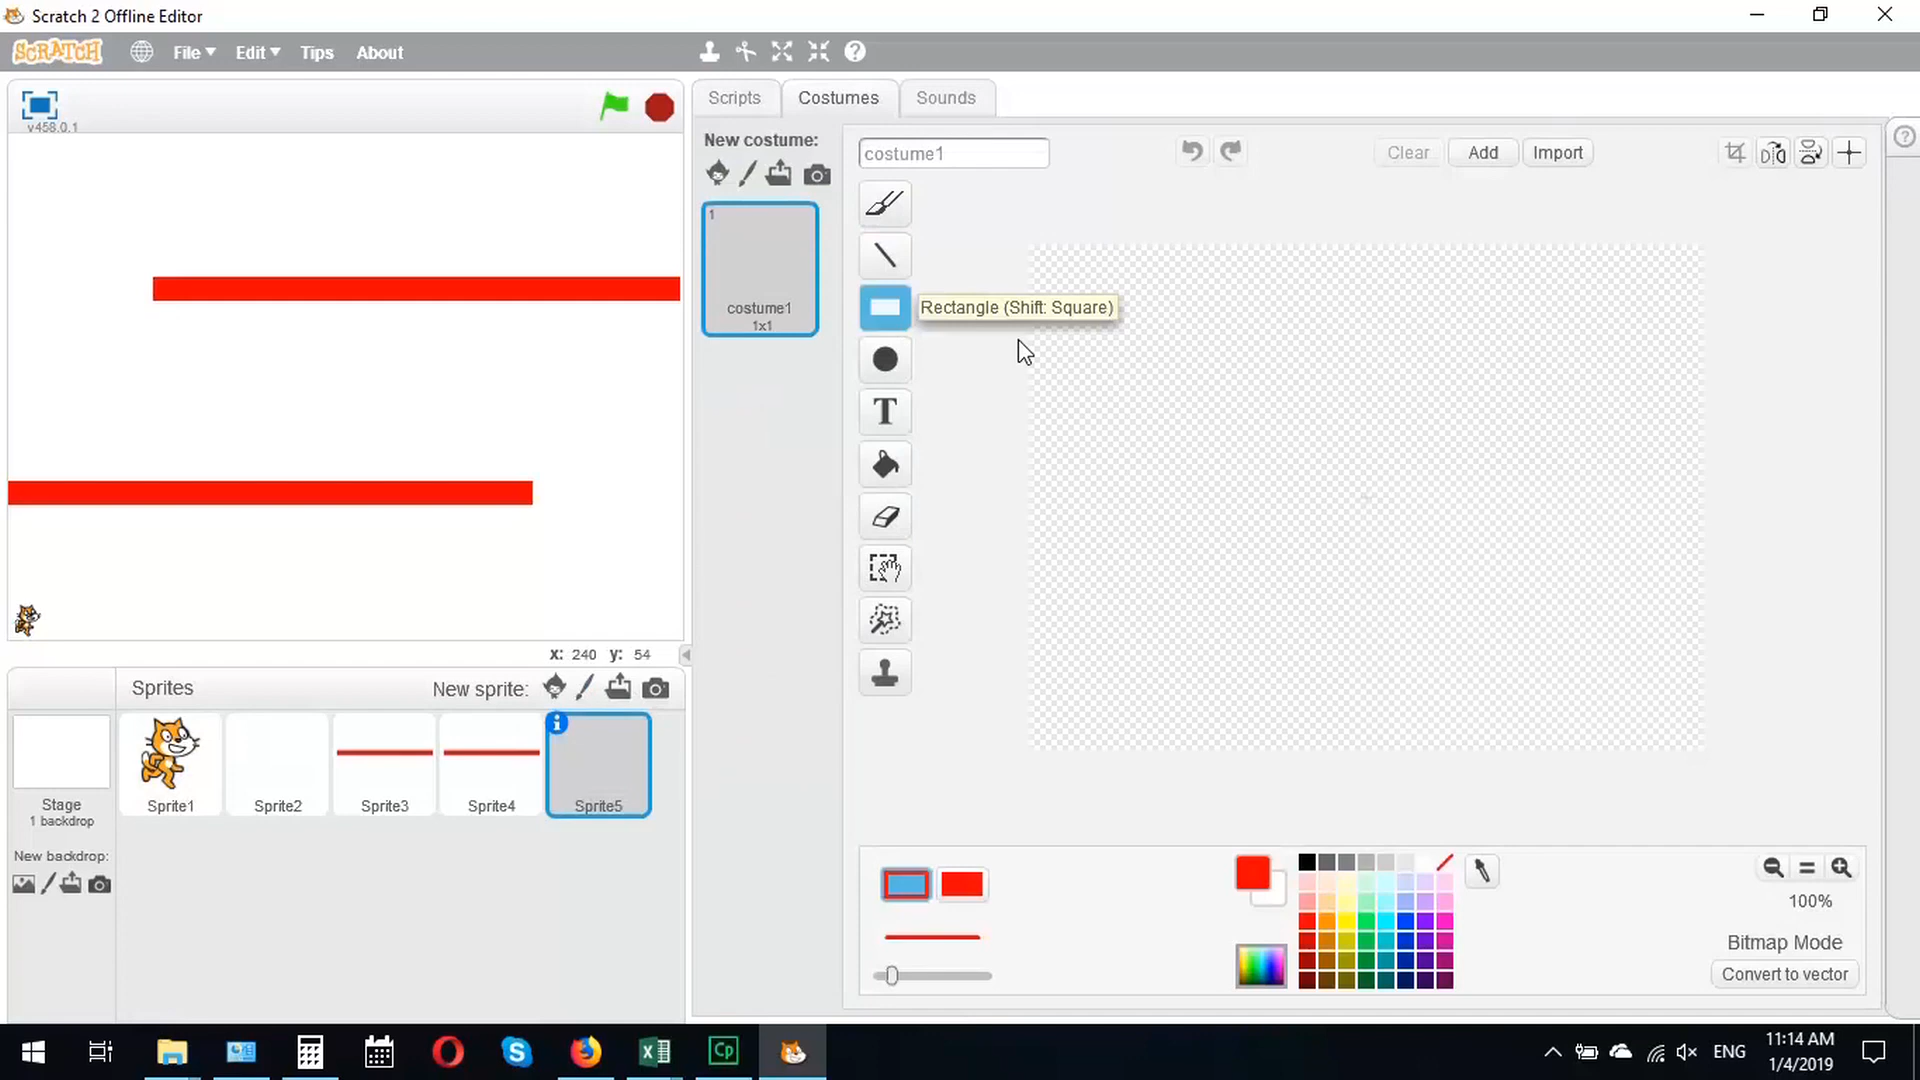 Scratch 2 Offline Editor
SCRATCH File Edit Tips About
v458.0.1
Scripts Costumes Sounds
New costume:
costume1
Clear Add Import
1
costume1
1x1
Rectangle (Shift: Square)
T
x: 240 y: 54
Sprites New sprite:
Stage
1 backdrop
New backdrop:
Sprite1 Sprite2 Sprite3 Sprite4 Sprite5
100%
Bitmap Mode
Convert to vector
Cp
ENG
11:14 AM
1/4/2019